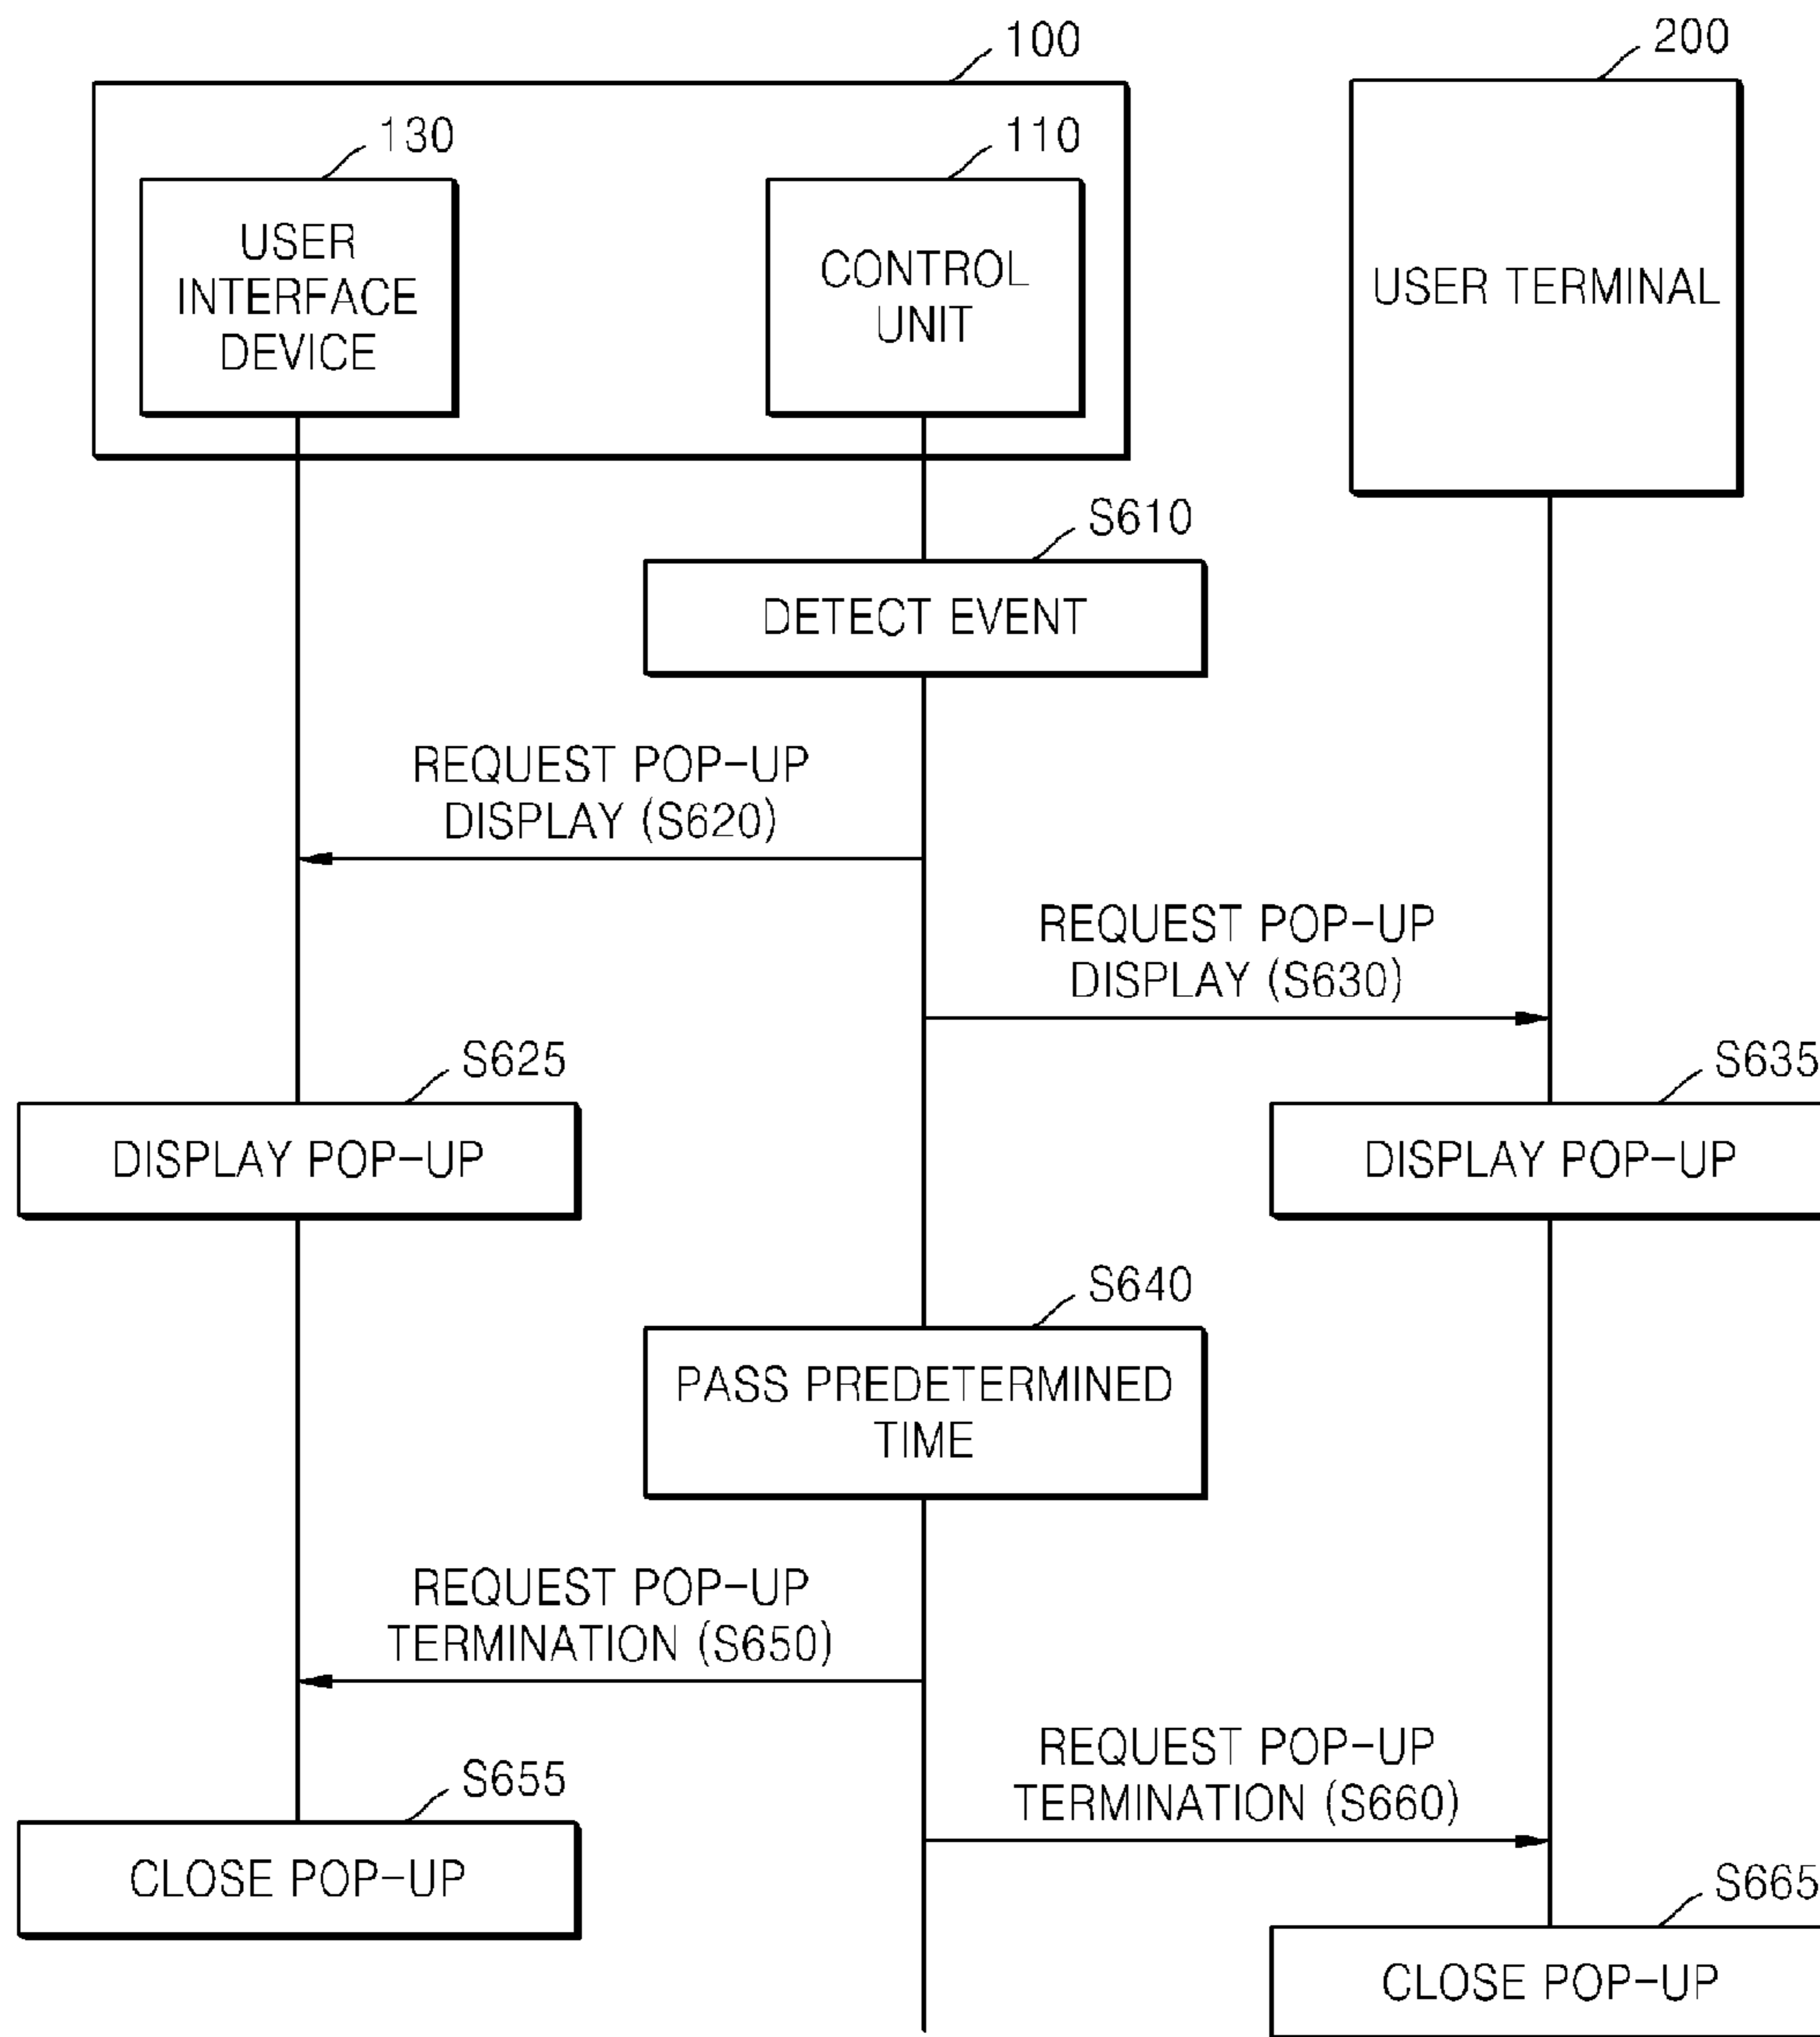 100
200
130
110
USER
INTERFACE
DEVICE
CONTROL
UNIT
USER TERMINAL
S610
DETECT EVENT
REQUEST POP-UP
DISPLAY (S620)
REQUEST POP-UP
DISPLAY (S630)
S625
S635
DISPLAY POP-UP
DISPLAY POP-UP
S640
PASS PREDETERMINED
TIME
REQUEST POP-UP
TERMINATION (S650)
REQUEST POP-UP
TERMINATION (S660)
S655
CLOSE POP-UP
S665
CLOSE POP-UP